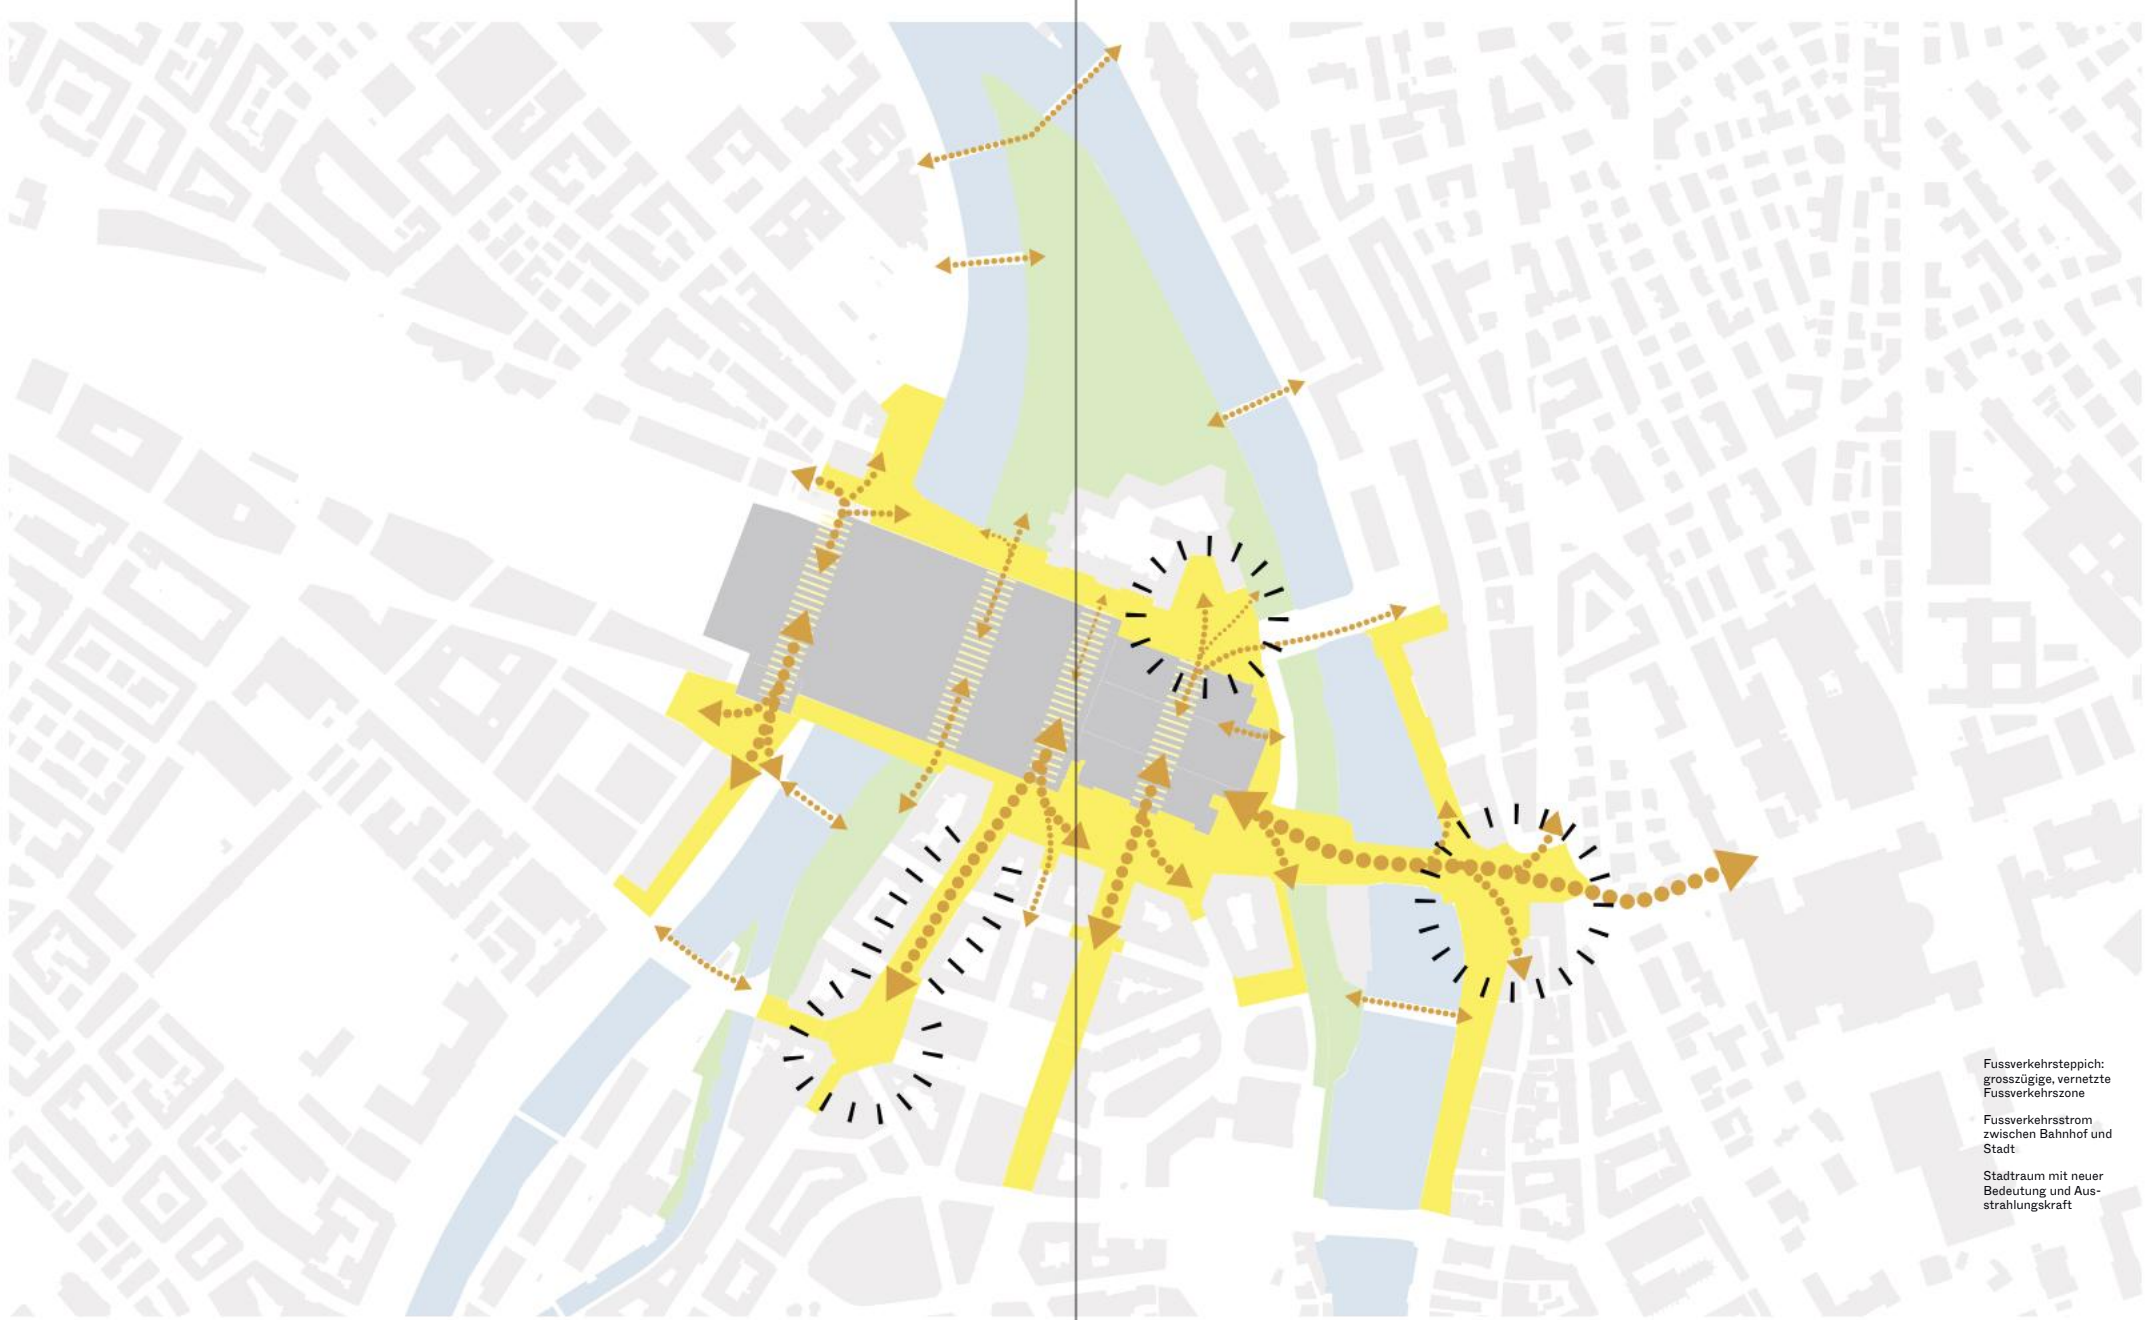 Fussverkehrsteppich:
grosszügige, vernetzte
Fussverkehrszone
Fussverkehrsstrom
zwischen Bahnhof und
Stadt
Stadtraum mit neuer
Bedeutung und Aus-
strahlungskraft